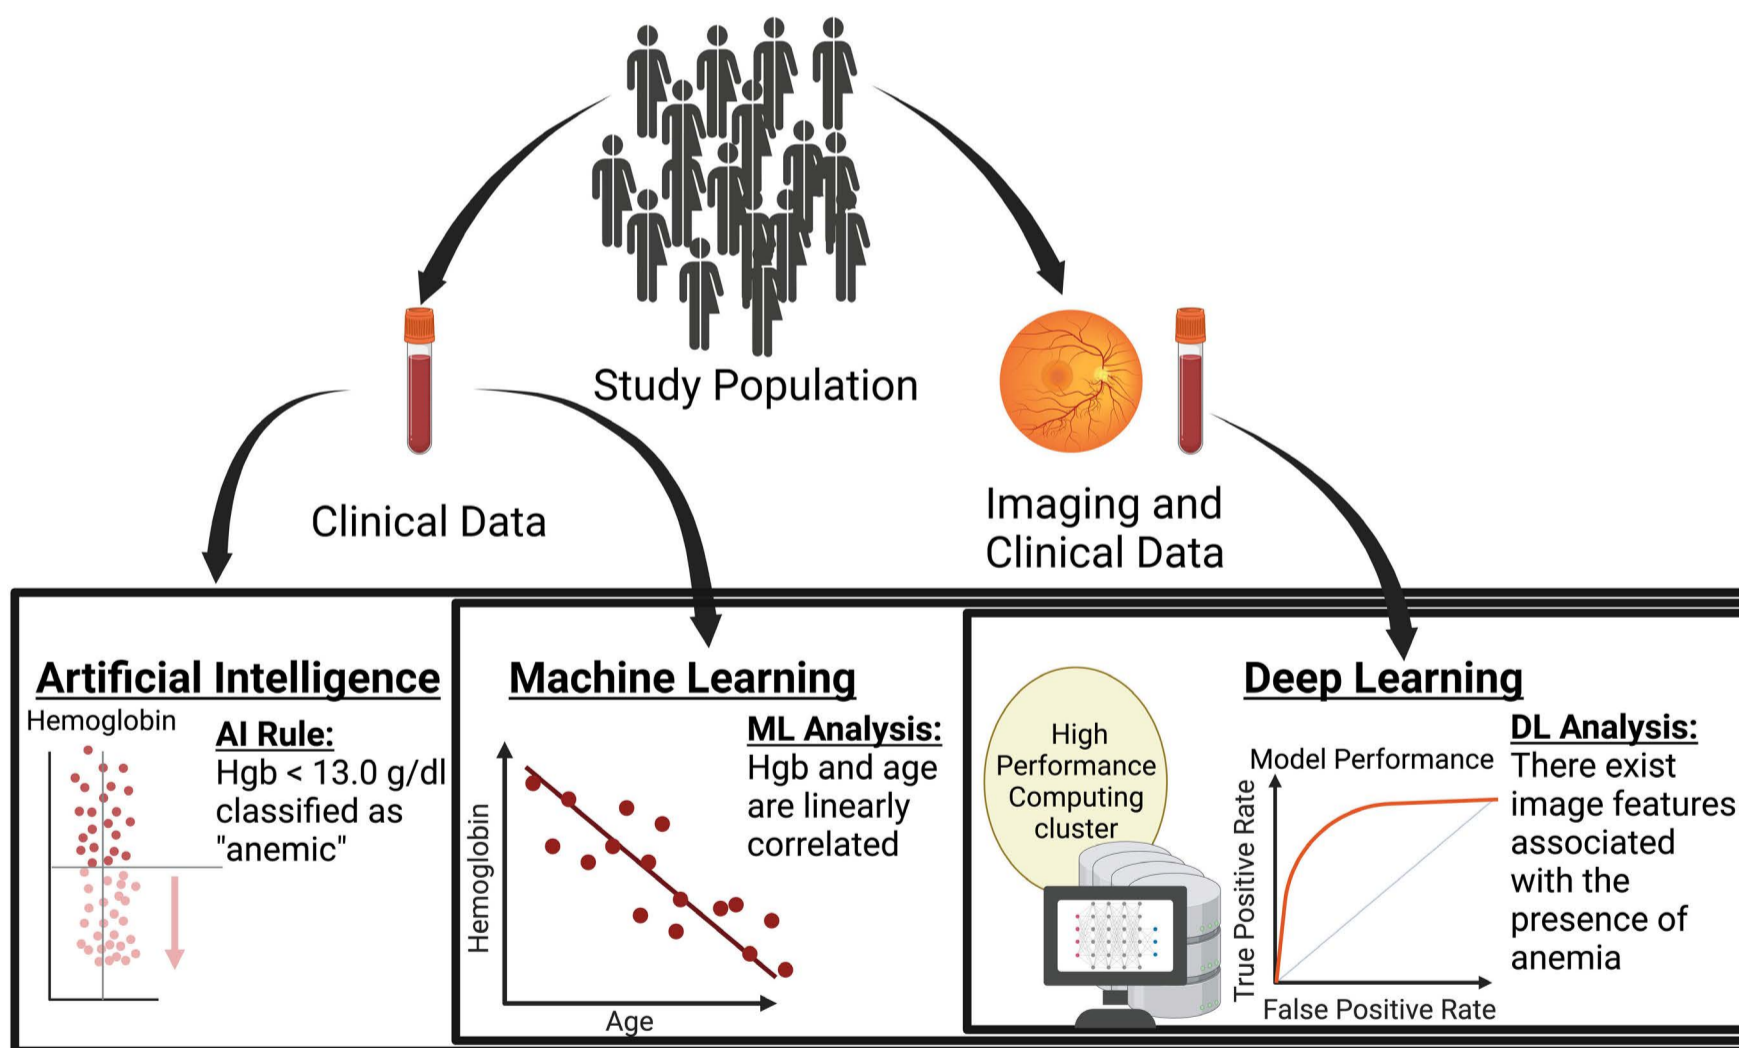 Study Population
Clinical Data
Imaging and
Clinical Data
Artificial Intelligence
Hemoglobin
AI Rule:
Hgb < 13.0 g/dl
classified as
"anemic"
Machine Learning
ML Analysis:
Hgb and age
are linearly
correlated
Hemoglobin
Age
Deep Learning
High
Performance
Computing
cluster
Model Performance
True Positive Rate
False Positive Rate
DL Analysis:
There exist
image features
associated
with the
presence of
anemia